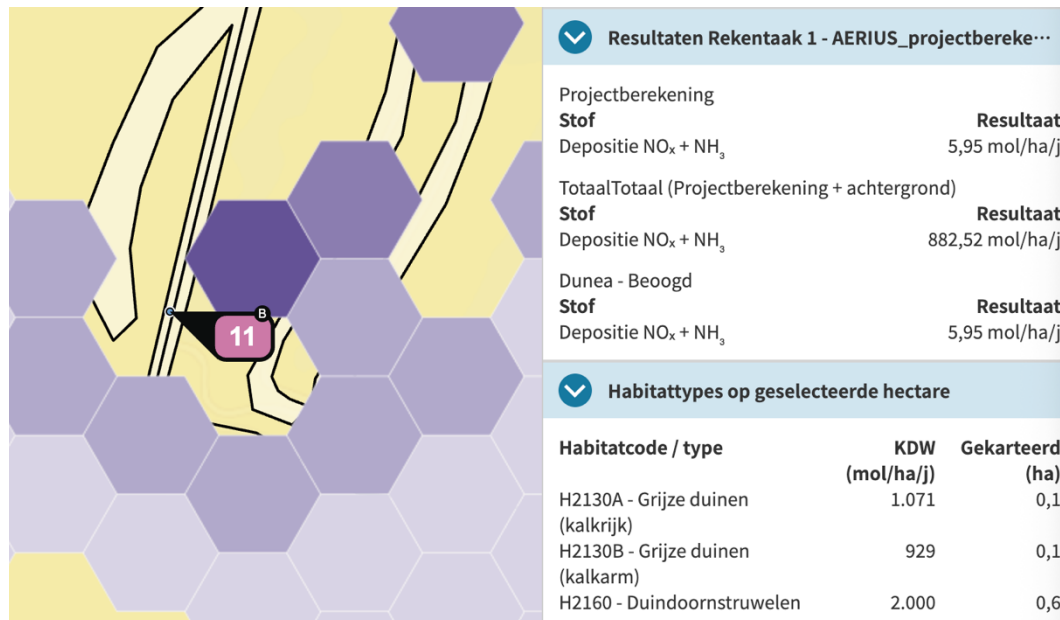 B
11
Resultaten Rekentaak 1 - AERIUS_projectbereke…
Projectberekening
Stof Resultaat
Depositie NOₓ + NH₃ 5,95 mol/ha/j
TotaalTotaal (Projectberekening + achtergrond)
Stof Resultaat
Depositie NOₓ + NH₃ 882,52 mol/ha/j
Dunea - Beoogd
Stof Resultaat
Depositie NOₓ + NH₃ 5,95 mol/ha/j
Habitattypes op geselecteerde hectare
Habitatcode / type KDW Gekarteerd
(mol/ha/j) (ha)
H2130A - Grijze duinen 1.071 0,1
(kalkrijk)
H2130B - Grijze duinen 929 0,1
(kalkarm)
H2160 - Duindoornstruwelen 2.000 0,6